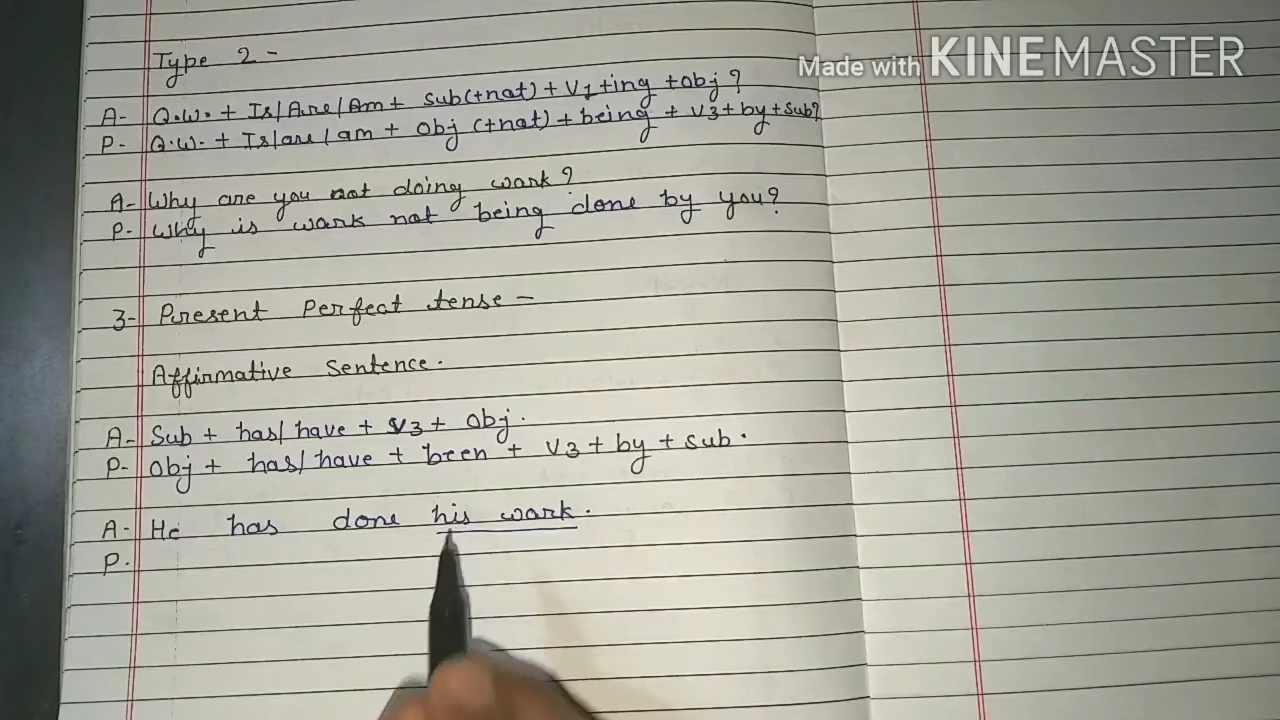 Type 2 -
Made with KINEMASTER
A- Q.W. + Is/Are/Am + sub(+not) + V1+ing +obj?
P- Q.W. + Is/are/am + obj (+not) + being + V3 + by + sub?
A- Why are you not doing work?
P- Why is work not being done by you?
3- Present Perfect tense -
Affirmative Sentence.
A- Sub + has/have + V3 + obj.
P- Obj + has/have + been + V3 + by + sub.
A- He has done his work.
P.